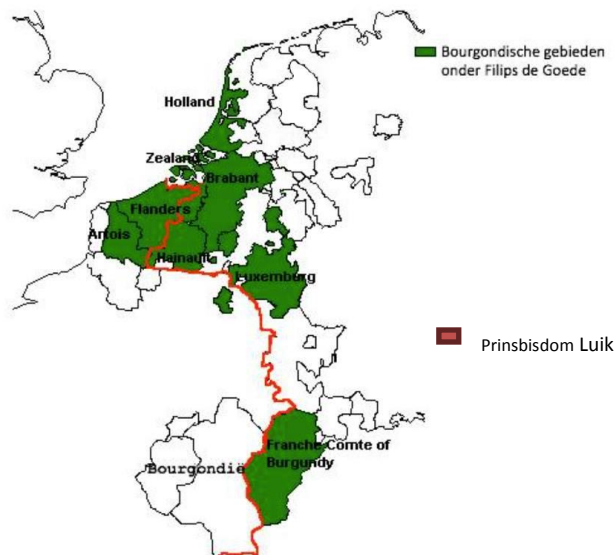 Bourgondische gebieden
onder Filips de Goede
Holland
Zealand
Brabant
Flanders
Artois
Hainault
Luxemburg
Prinsbisdom Luik
Franche Comte of
Burgundy
Bourgondië